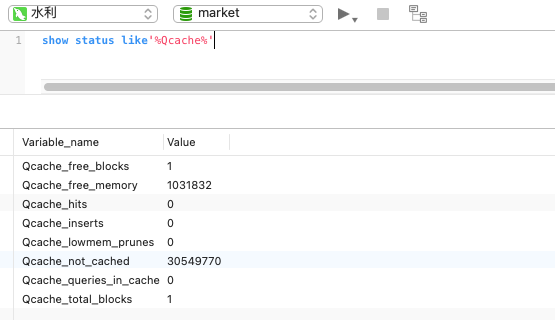 水利 market
1 show status like'%Qcache%'
Variable_name Value
Qcache_free_blocks 1
Qcache_free_memory 1031832
Qcache_hits 0
Qcache_inserts 0
Qcache_lowmem_prunes 0
Qcache_not_cached 30549770
Qcache_queries_in_cache 0
Qcache_total_blocks 1